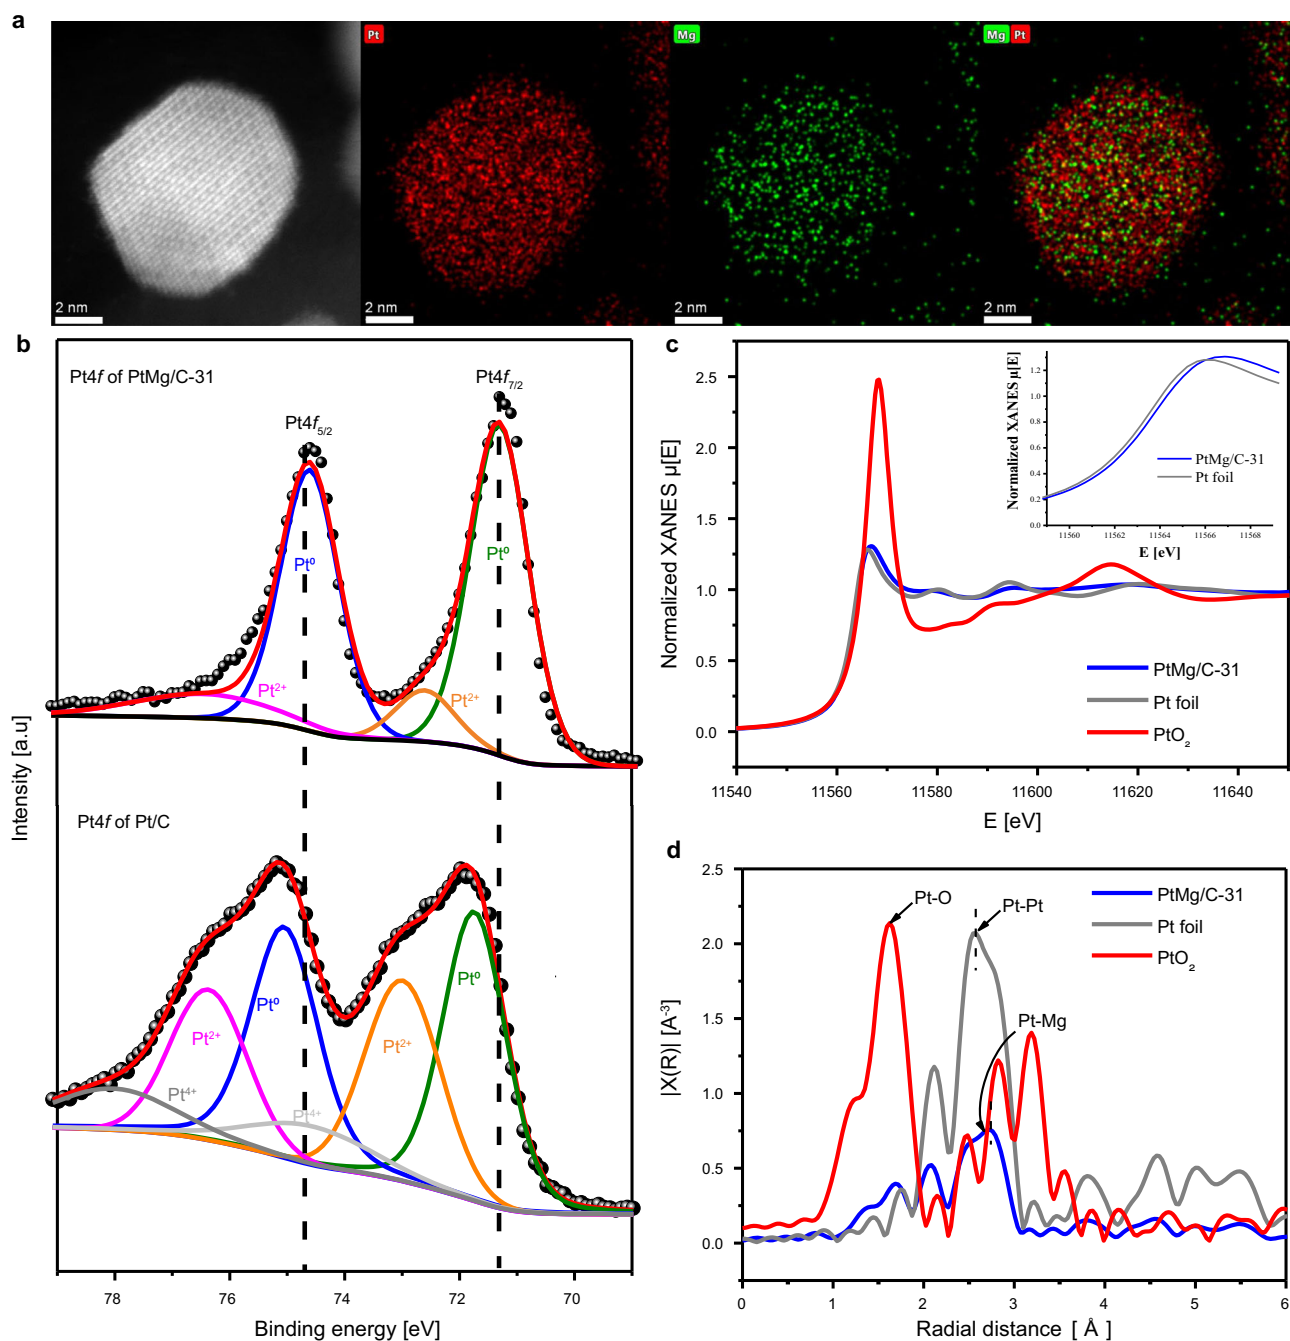 a
Pt
Mg
Mg Pt
2 nm
2 nm
2 nm
2 nm
b
Pt4f of PtMg/C-31
Pt4f7/2
Pt4f5/2
Pt⁰
Pt⁰
Pt²⁺
Pt²⁺
Pt4f of Pt/C
Pt⁰
Pt⁰
Pt²⁺
Pt²⁺
Pt⁴⁺
Pt⁴⁺
Intensity [a.u]
78 76 74 72 70
Binding energy [eV]
c
2.5
2.0
1.5
1.0
0.5
0.0
Normalized XANES μ[E]
11540 11560 11580 11600 11620 11640
E [eV]
PtMg/C-31
Pt foil
PtO₂
1.2
1.0
0.8
0.6
0.4
0.2
0.0
Normalized XANES μ[E]
PtMg/C-31
Pt foil
11560 11562 11564 11566 11568
E [eV]
d
2.5
2.0
1.5
1.0
0.5
0.0
|X(R)| [A⁻³]
Pt-O
Pt-Pt
Pt-Mg
PtMg/C-31
Pt foil
PtO₂
0 1 2 3 4 5 6
Radial distance [ Å ]